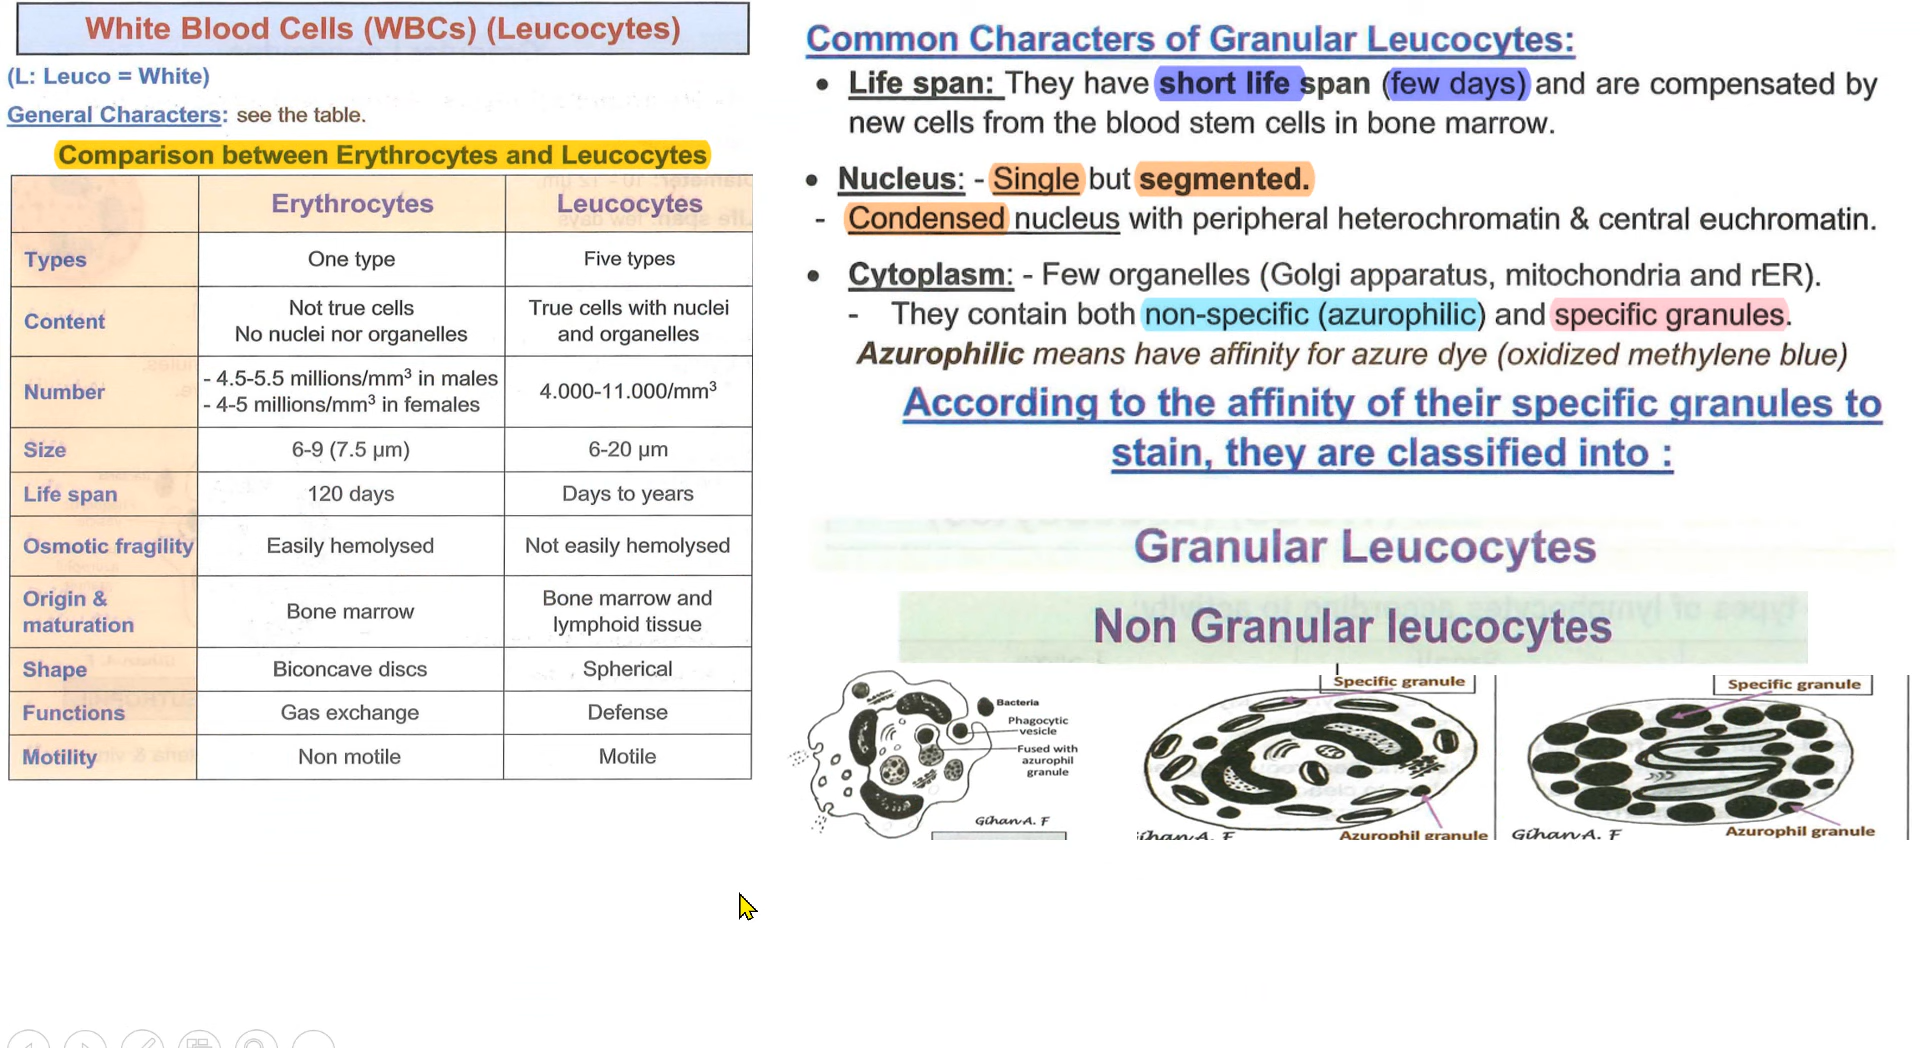 White Blood Cells (WBCs) (Leucocytes)
(L: Leuco = White)
General Characters: see the table.
Comparison between Erythrocytes and Leucocytes
Erythrocytes Leucocytes
Types One type Five types
Content Not true cells No nuclei nor organelles True cells with nuclei and organelles
Number - 4.5-5.5 millions/mm³ in males - 4-5 millions/mm³ in females 4.000-11.000/mm³
Size 6-9 (7.5 µm) 6-20 µm
Life span 120 days Days to years
Osmotic fragility Easily hemolysed Not easily hemolysed
Origin & maturation Bone marrow Bone marrow and lymphoid tissue
Shape Biconcave discs Spherical
Functions Gas exchange Defense
Motility Non motile Motile
Common Characters of Granular Leucocytes:
• Life span: They have short life span (few days) and are compensated by
new cells from the blood stem cells in bone marrow.
• Nucleus: - Single but segmented.
- Condensed nucleus with peripheral heterochromatin & central euchromatin.
• Cytoplasm: - Few organelles (Golgi apparatus, mitochondria and rER).
- They contain both non-specific (azurophilic) and specific granules.
Azurophilic means have affinity for azure dye (oxidized methylene blue)
According to the affinity of their specific granules to
stain, they are classified into :
Granular Leucocytes
Non Granular leucocytes
Bacteria
Phagocytic
vesicle
Fused with
azurophil
granule
Gihan A. F
Specific granule
Azurophil granule
ihan A. F
Specific granule
Azurophil granule
Gihan A. F